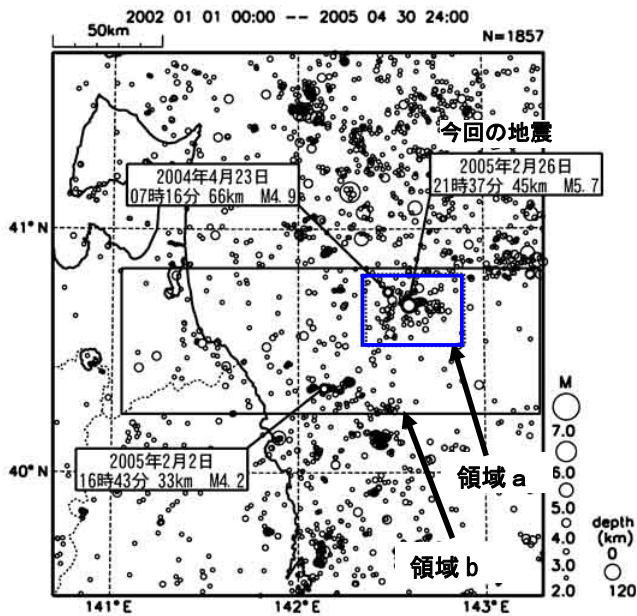 2002 01 01 00:00 -- 2005 04 30 24:00
50km
N=1857
今回の地震
2004年4月23日
07時16分 66km M4.9
2005年2月26日
21時37分 45km M5.7
41°N
2005年2月2日
16時43分 33km M4.2
40°N
領域a
領域b
M
7.0
6.0
5.0
4.0
3.0
2.0
depth
(km)
0
120
141°E
142°E
143°E